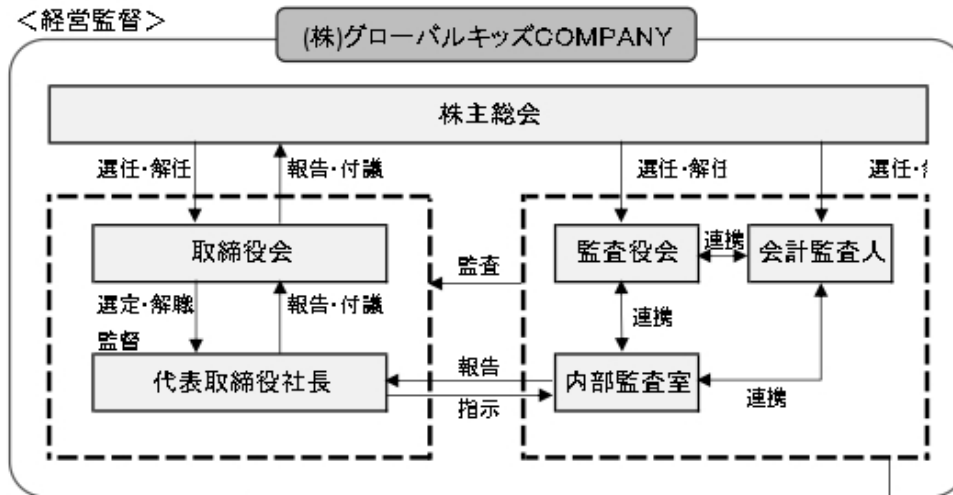 ＜経営監督＞
(株)グローバルキッズCOMPANY
株主総会
選任・解任
報告・付議
選任・解任
選任・
取締役会
監査役会
連携
会計監査人
監査
選定・解職
監督
報告・付議
連携
代表取締役社長
報告
指示
内部監査室
連携